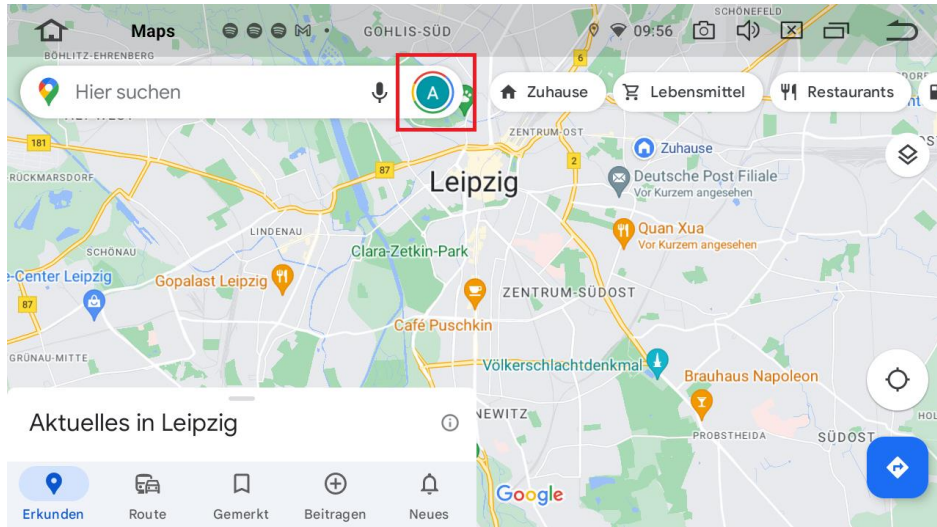 Maps
GOHLIS-SÜD
09:56
SCHÖNEFELD
BÖHLITZ-EHRENBERG
6
Hier suchen
A
Zuhause
Lebensmittel
Restaurants
181
ZENTRUM-OST
2
Zuhause
87
Leipzig
Deutsche Post Filiale
Vor Kurzem angesehen
RÜCKMARSDORF
LINDENAU
Quan Xua
Vor Kurzem angesehen
SCHÖNAU
Clara-Zetkin-Park
e-Center Leipzig
Gopalast Leipzig
ZENTRUM-SÜDOST
87
Café Puschkin
GRÜNAU-MITTE
Völkerschlachtdenkmal
Brauhaus Napoleon
Aktuelles in Leipzig
NEWITZ
HOL
PROBSTHEIDA
SÜDOST
Google
Erkunden
Route
Gemerkt
Beitragen
Neues